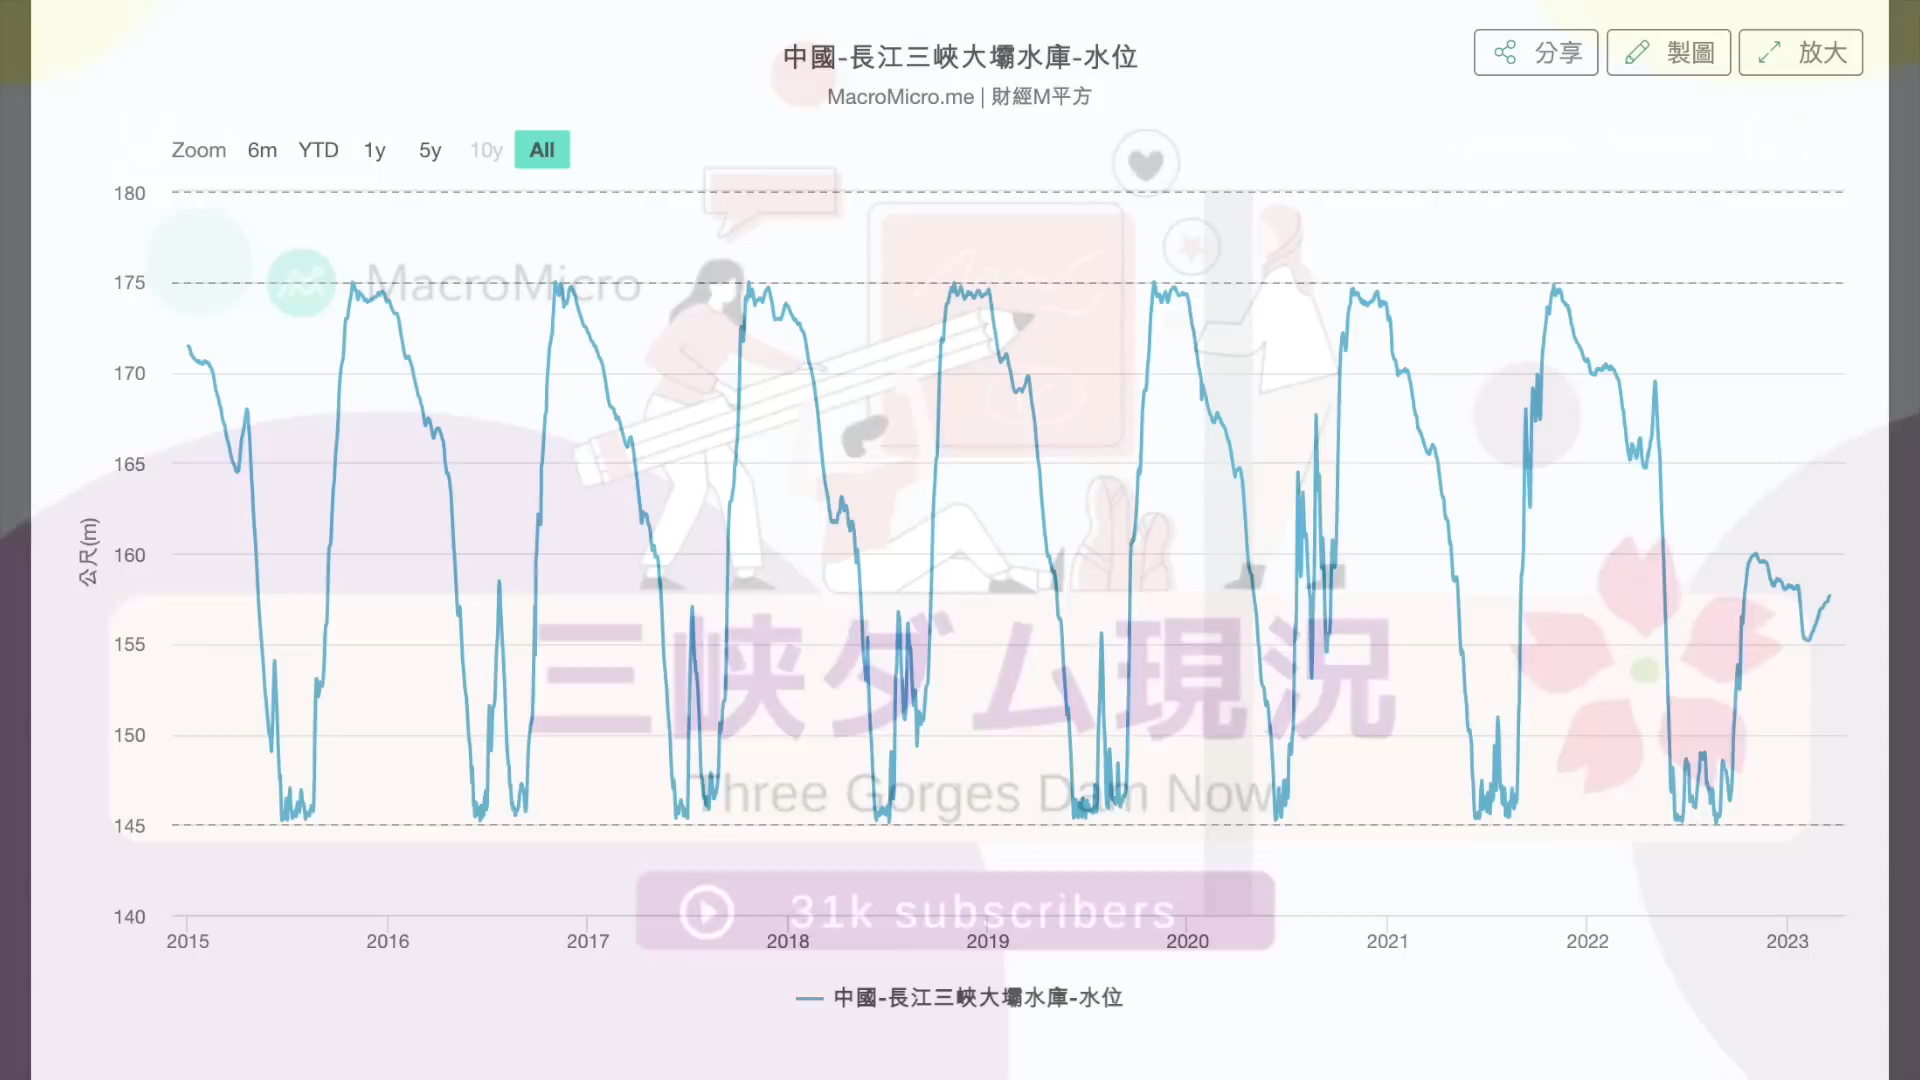 中國-長江三峽大壩水庫-水位
MacroMicro.me | 財經M平方
分享
製圖
放大
Zoom 6m YTD 1y 5y 10y All
180
175
170
165
160
155
150
145
140
公尺(m)
MacroMicro
三峡ダム現況
Three Gorges Dam Now
31k subscribers
2015 2016 2017 2018 2019 2020 2021 2022 2023
中國-長江三峽大壩水庫-水位